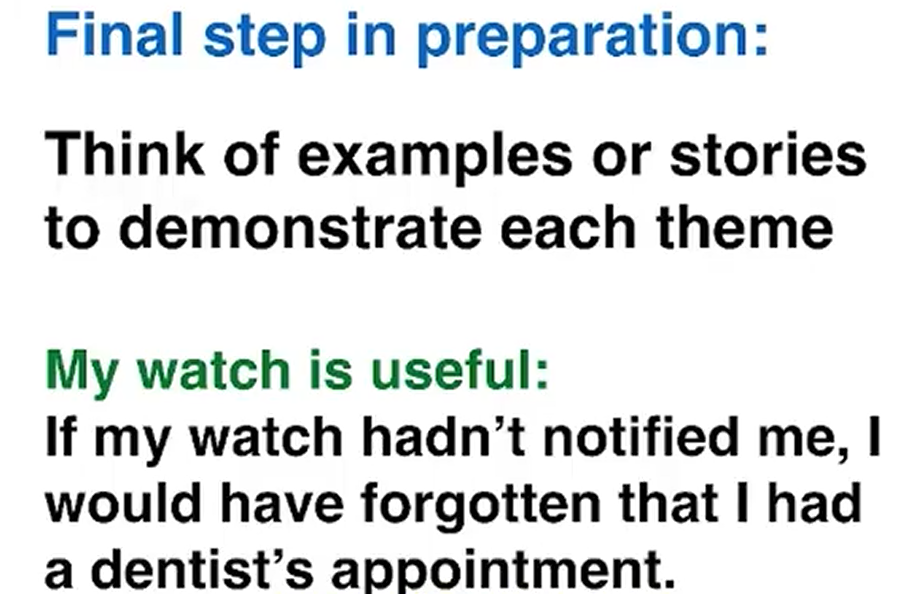 Final step in preparation:
Think of examples or stories
to demonstrate each theme
My watch is useful:
If my watch hadn’t notified me, I
would have forgotten that I had
a dentist’s appointment.